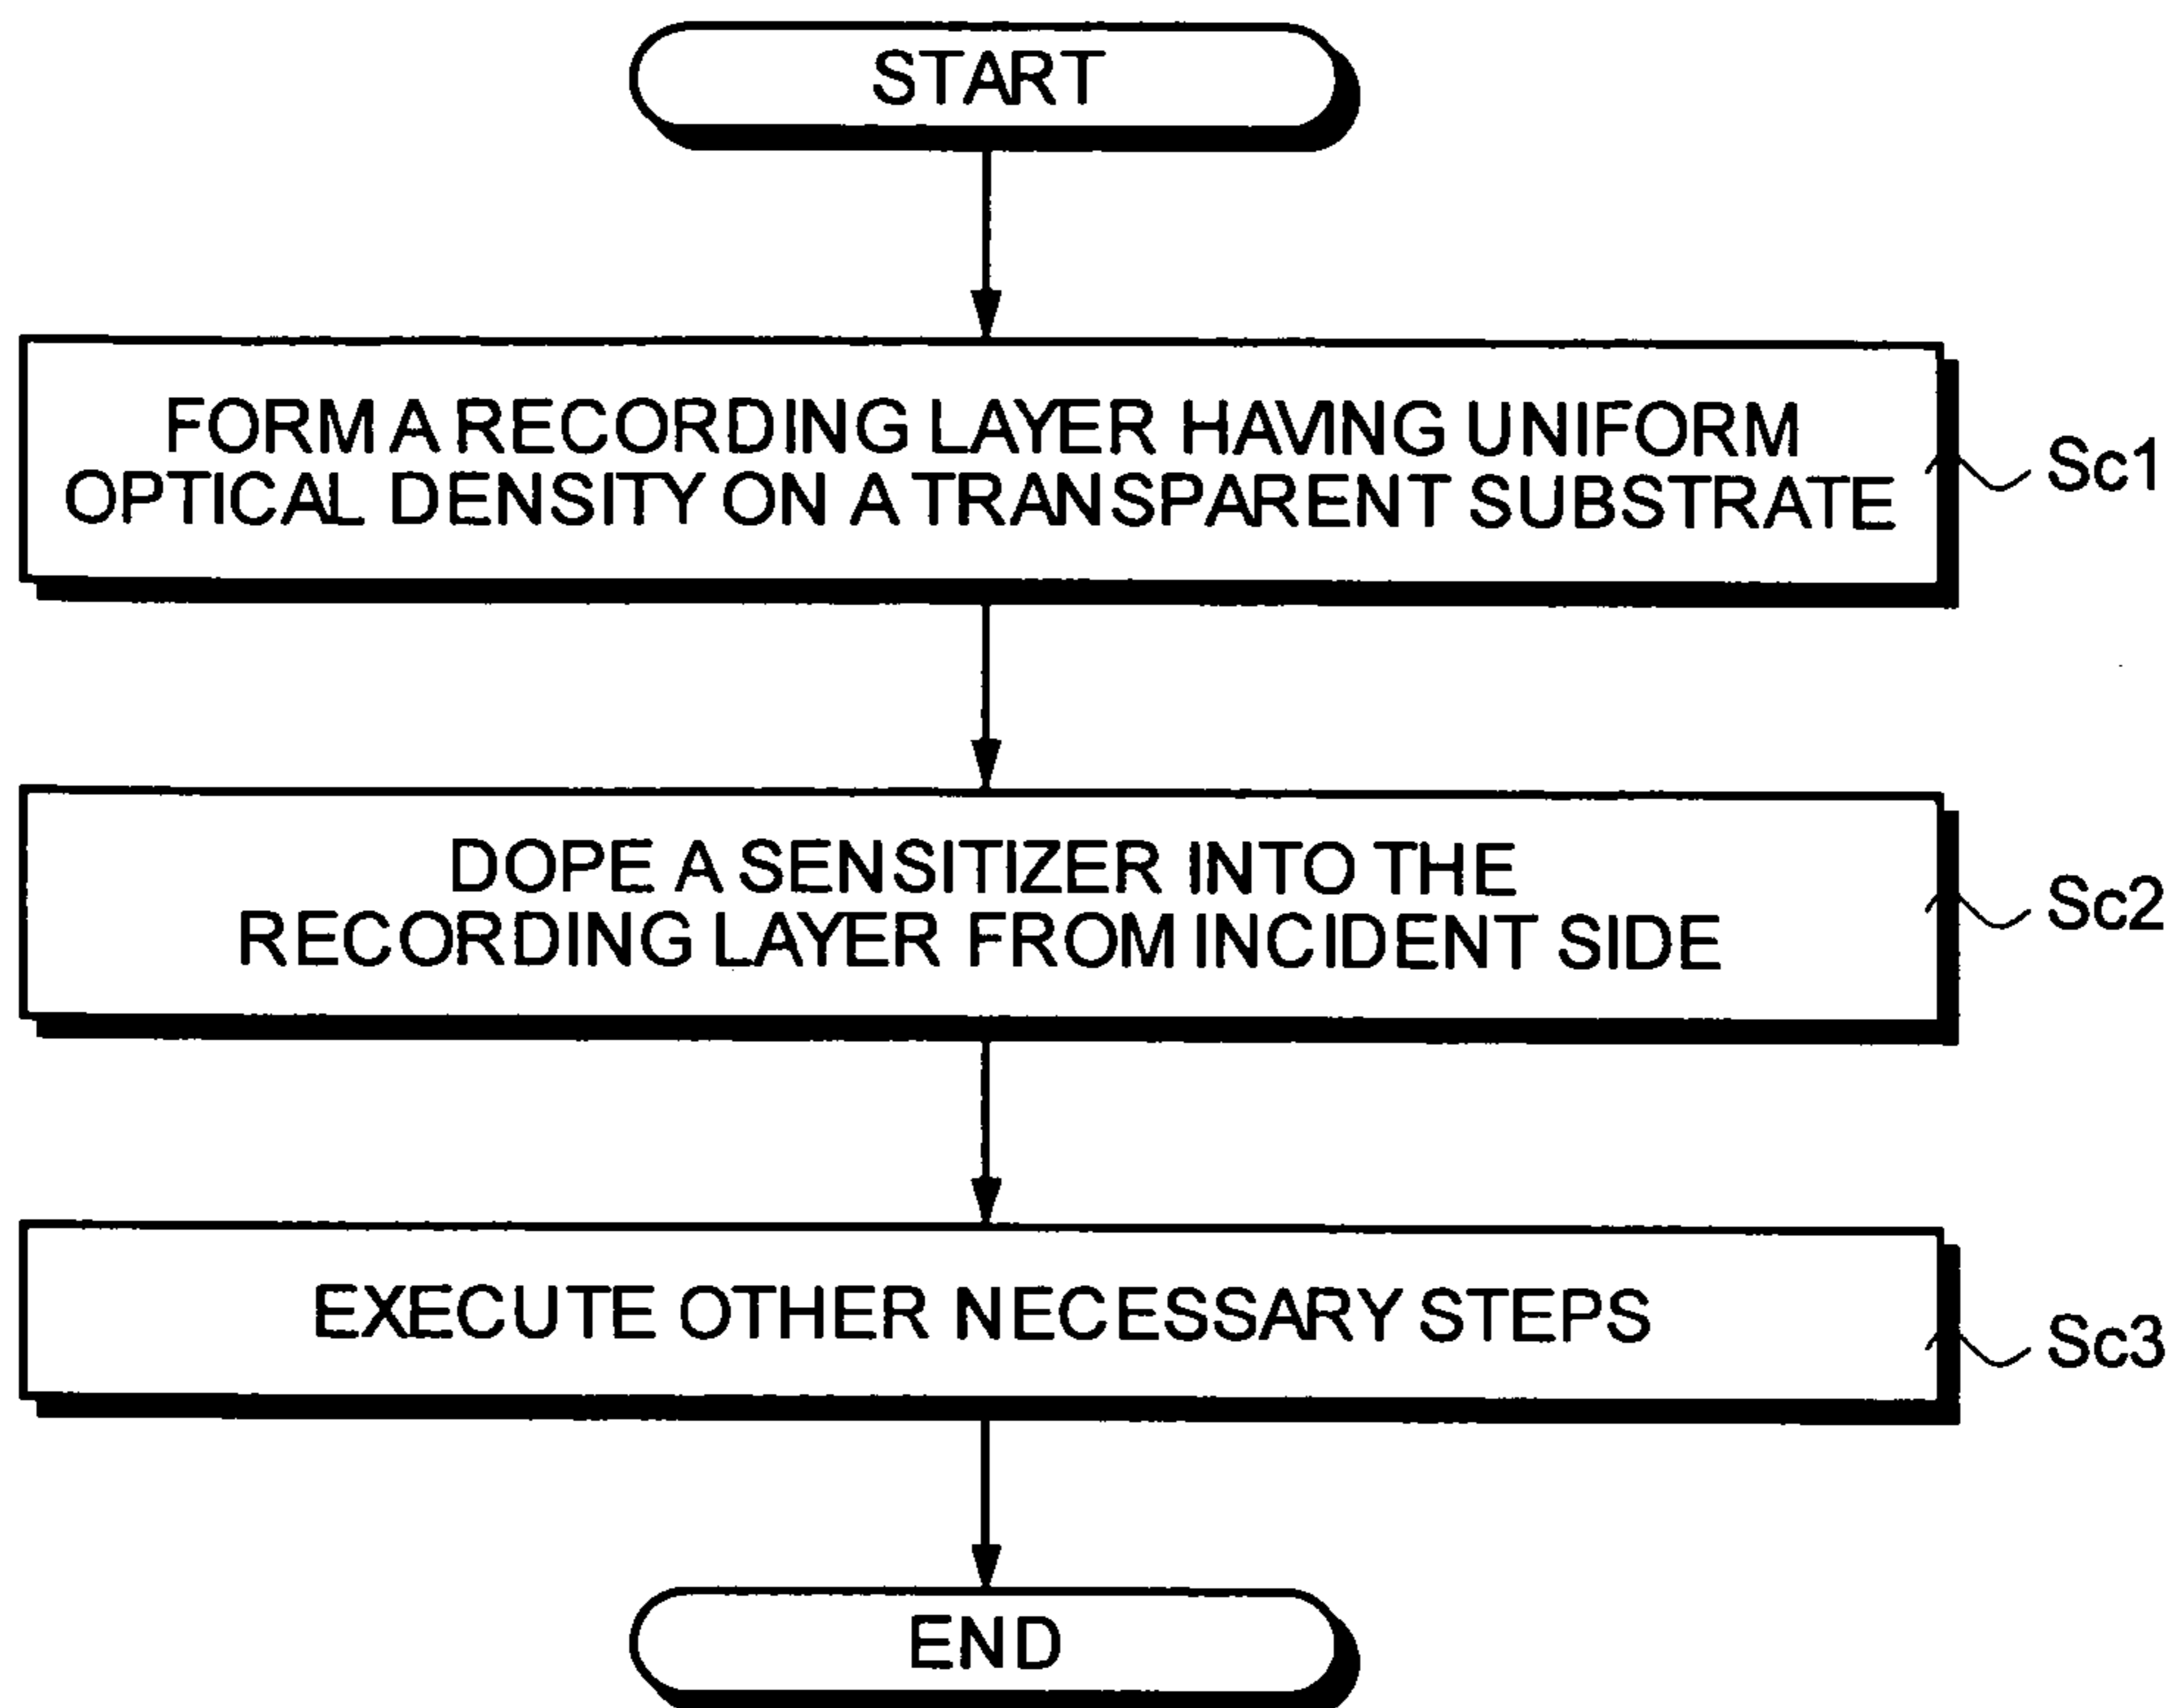 START
FORM A RECORDING LAYER HAVING UNIFORM
OPTICAL DENSITY ON A TRANSPARENT SUBSTRATE
Sc1
DOPE A SENSITIZER INTO THE
RECORDING LAYER FROM INCIDENT SIDE
Sc2
EXECUTE OTHER NECESSARY STEPS
Sc3
END